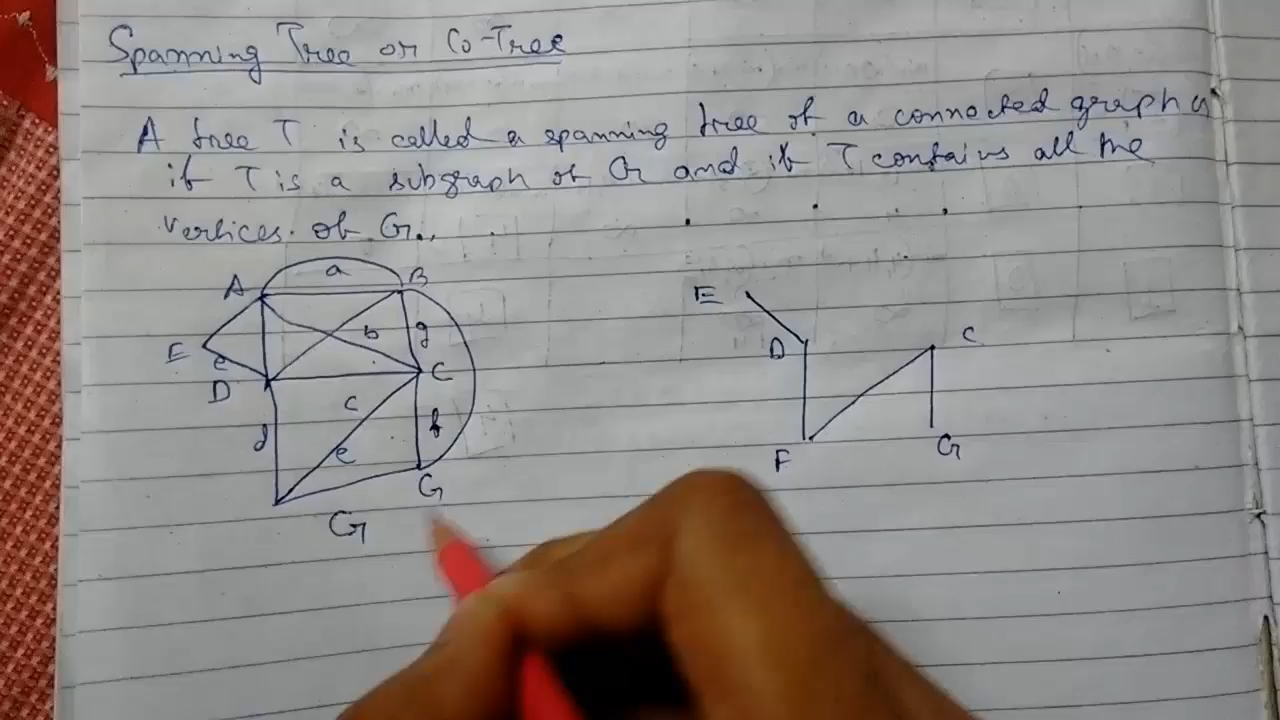 Spanning Tree or Co-Tree
A tree T is called a spanning tree of a connected graph G
if T is a subgraph of G and if T contains all the
vertices of G.
a
A
B
b
g
E
e
D
C
c
d
f
e
G
G
E
D
C
F
G